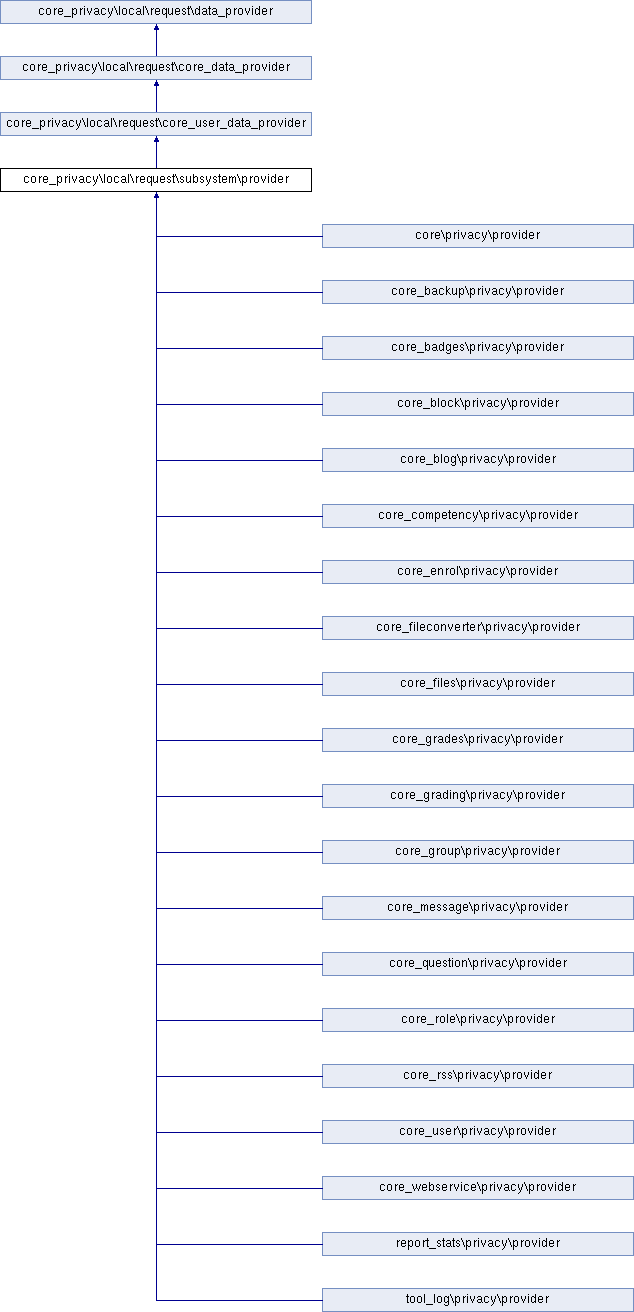 core_privacy\local\request\data_provider
core_privacy\local\request\core_data_provider
core_privacy\local\request\core_user_data_provider
core_privacy\local\request\subsystem\provider
core\privacy\provider
core_backup\privacy\provider
core_badges\privacy\provider
core_block\privacy\provider
core_blog\privacy\provider
core_competency\privacy\provider
core_enrol\privacy\provider
core_fileconverter\privacy\provider
core_files\privacy\provider
core_grades\privacy\provider
core_grading\privacy\provider
core_group\privacy\provider
core_message\privacy\provider
core_question\privacy\provider
core_role\privacy\provider
core_rss\privacy\provider
core_user\privacy\provider
core_webservice\privacy\provider
report_stats\privacy\provider
tool_log\privacy\provider